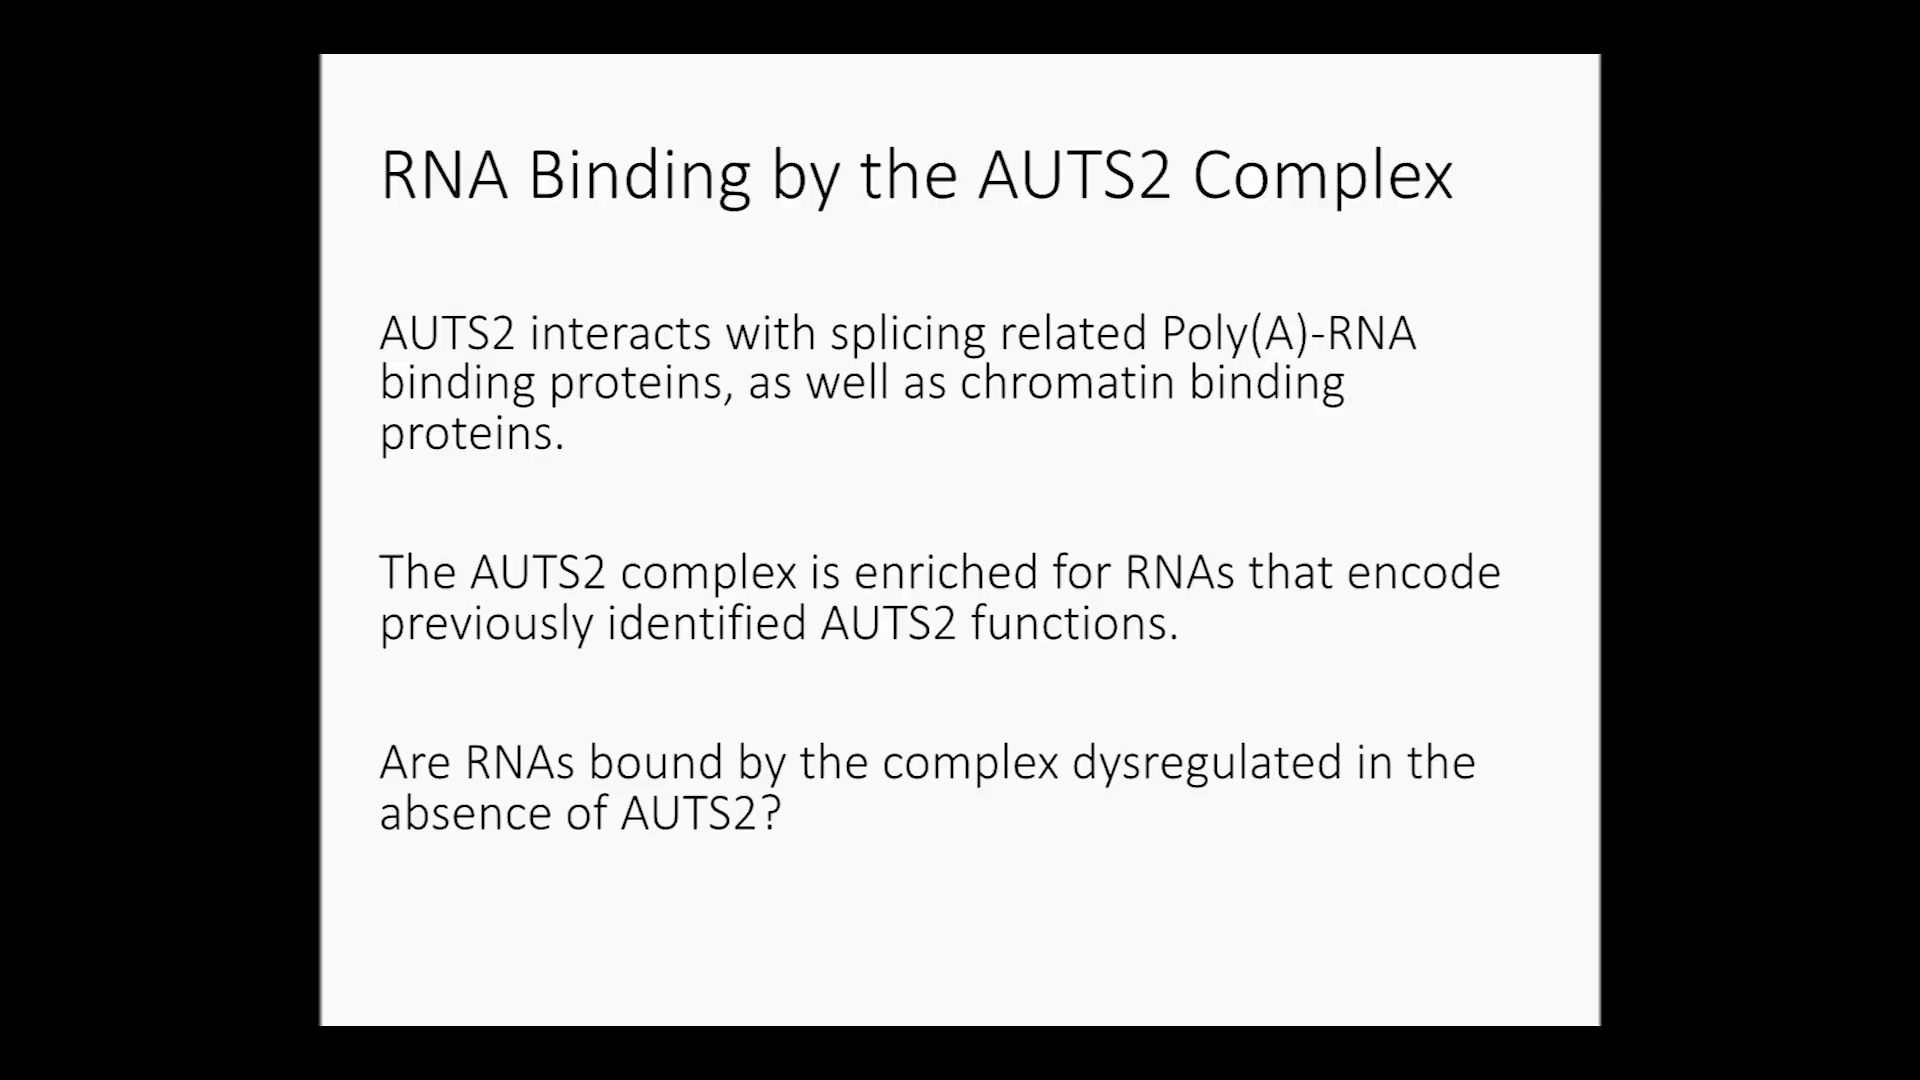 RNA Binding by the AUTS2 Complex
AUTS2 interacts with splicing related Poly(A)-RNA
binding proteins, as well as chromatin binding
proteins.
The AUTS2 complex is enriched for RNAs that encode
previously identified AUTS2 functions.
Are RNAs bound by the complex dysregulated in the
absence of AUTS2?